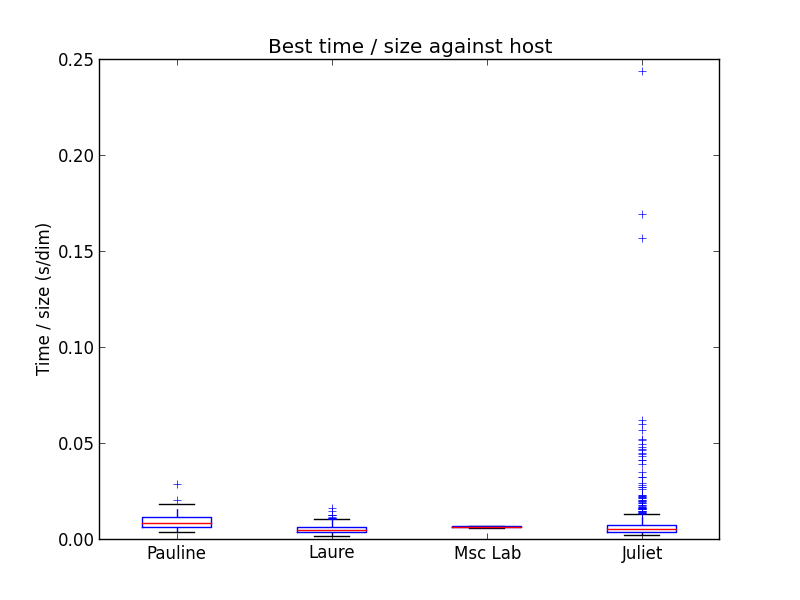 Best time / size against host
0.25
0.20
0.15
0.10
0.05
0.00
Time / size (s/dim)
Pauline Laure Msc Lab Juliet